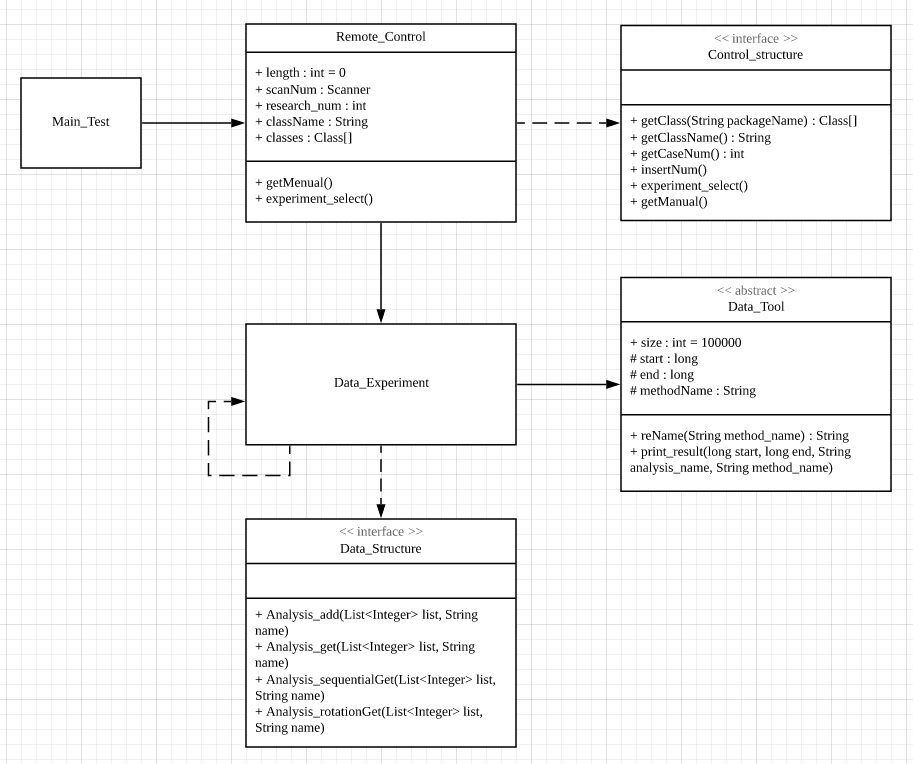 Main_Test
Remote_Control
+ length : int = 0
+ scanNum : Scanner
+ research_num : int
+ className : String
+ classes : Class[]
+ getMenual()
+ experiment_select()
<< interface >>
Control_structure
+ getClass(String packageName) : Class[]
+ getClassName() : String
+ getCaseNum() : int
+ insertNum()
+ experiment_select()
+ getManual()
Data_Experiment
<< abstract >>
Data_Tool
+ size : int = 100000
# start : long
# end : long
# methodName : String
+ reName(String method_name) : String
+ print_result(long start, long end, String
analysis_name, String method_name)
<< interface >>
Data_Structure
+ Analysis_add(List<Integer> list, String
name)
+ Analysis_get(List<Integer> list, String
name)
+ Analysis_sequentialGet(List<Integer> list,
String name)
+ Analysis_rotationGet(List<Integer> list,
String name)